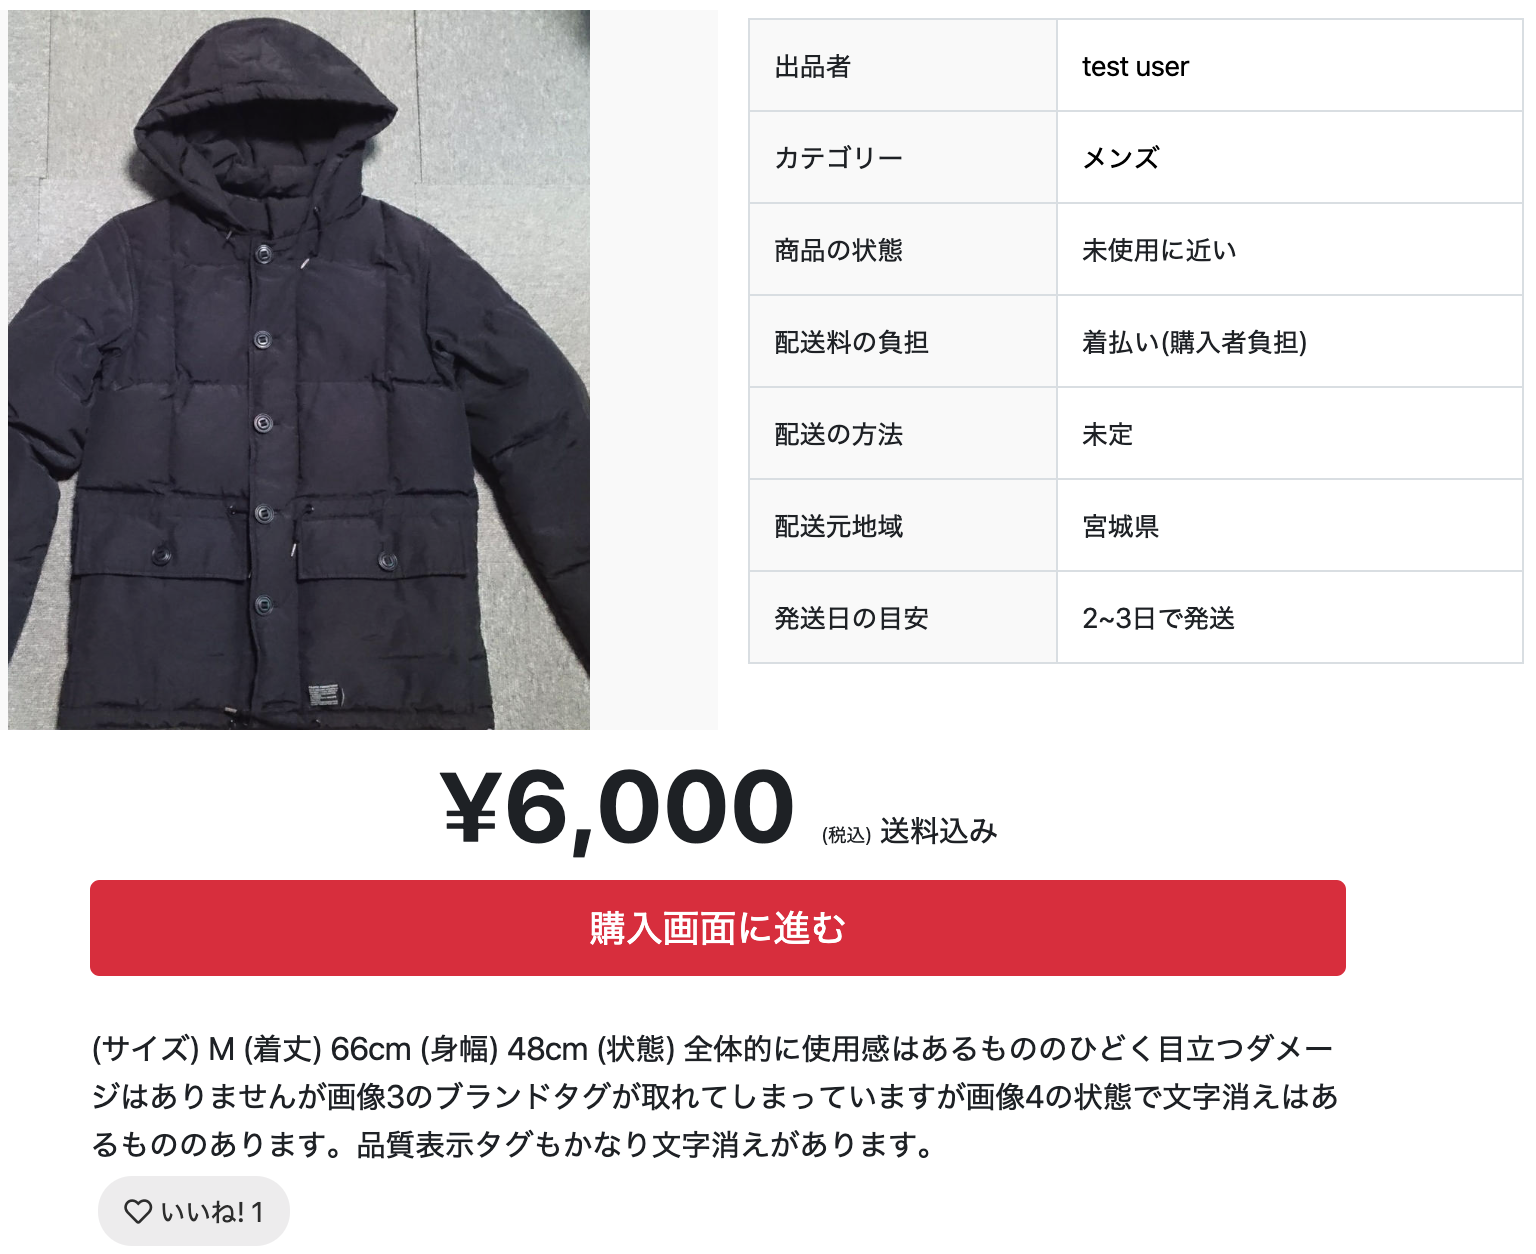 出品者 test user
カテゴリー メンズ
商品の状態 未使用に近い
配送料の負担 着払い(購入者負担)
配送の方法 未定
配送元地域 宮城県
発送日の目安 2~3日で発送
¥6,000 (税込) 送料込み
購入画面に進む
(サイズ) M (着丈) 66cm (身幅) 48cm (状態) 全体的に使用感はあるもののひどく目立つダメー
ジはありませんが画像3のブランドタグが取れてしまっていますが画像4の状態で文字消えはあ
るもののあります。品質表示タグもかなり文字消えがあります。
いいね! 1